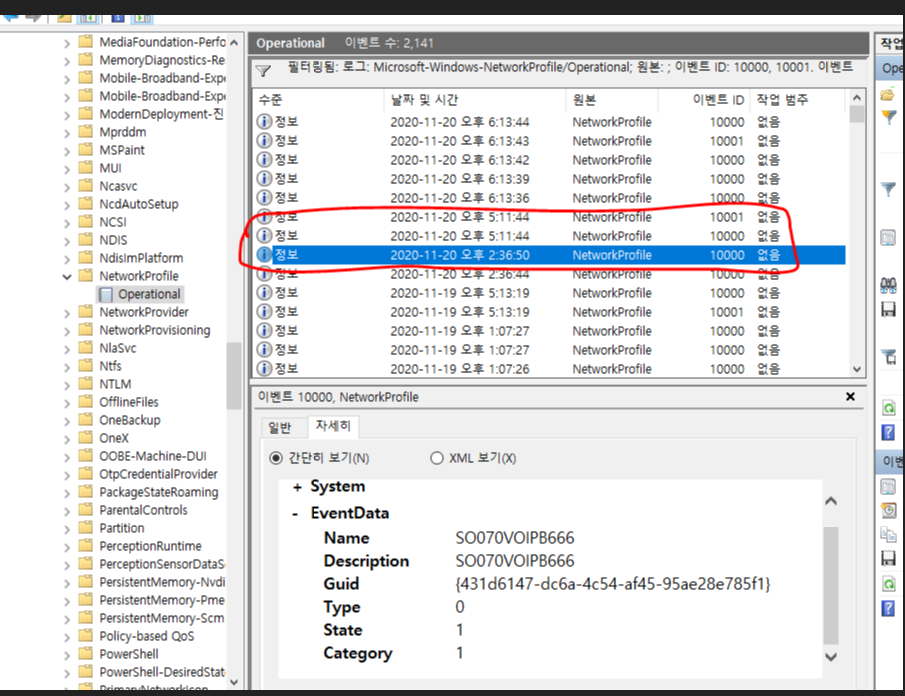 MediaFoundation-Perfo
MemoryDiagnostics-Re
Mobile-Broadband-Expe
Mobile-Broadband-Expe
ModernDeployment-진
Mprddm
MSPaint
MUI
Ncasvc
NcdAutoSetup
NCSI
NDIS
NdisImPlatform
NetworkProfile
Operational
NetworkProvider
NetworkProvisioning
NlaSvc
Ntfs
NTLM
OfflineFiles
OneBackup
OneX
OOBE-Machine-DUI
OtpCredentialProvider
PackageStateRoaming
ParentalControls
Partition
PerceptionRuntime
PerceptionSensorDataS
PersistentMemory-Nvdi
PersistentMemory-Pme
PersistentMemory-Scm
Policy-based QoS
PowerShell
PowerShell-DesiredStat
PrimaryNetworkIcon
Operational 이벤트 수: 2,141
필터링됨: 로그: Microsoft-Windows-NetworkProfile/Operational; 원본: ; 이벤트 ID: 10000, 10001. 이벤트
수준 날짜 및 시간 원본 이벤트 ID 작업 범주
정보 2020-11-20 오후 6:13:44 NetworkProfile 10000 없음
정보 2020-11-20 오후 6:13:43 NetworkProfile 10001 없음
정보 2020-11-20 오후 6:13:42 NetworkProfile 10000 없음
정보 2020-11-20 오후 6:13:39 NetworkProfile 10000 없음
정보 2020-11-20 오후 6:13:36 NetworkProfile 10000 없음
정보 2020-11-20 오후 5:11:44 NetworkProfile 10001 없음
정보 2020-11-20 오후 5:11:44 NetworkProfile 10000 없음
정보 2020-11-20 오후 2:36:50 NetworkProfile 10000 없음
정보 2020-11-20 오후 2:36:44 NetworkProfile 10000 없음
정보 2020-11-19 오후 5:13:19 NetworkProfile 10000 없음
정보 2020-11-19 오후 5:13:19 NetworkProfile 10001 없음
정보 2020-11-19 오후 1:07:27 NetworkProfile 10000 없음
정보 2020-11-19 오후 1:07:27 NetworkProfile 10001 없음
정보 2020-11-19 오후 1:07:26 NetworkProfile 10000 없음
이벤트 10000, NetworkProfile
일반 자세히
간단히 보기(N) XML 보기(X)
+ System
- EventData
Name SO070VOIPB666
Description SO070VOIPB666
Guid {431d6147-dc6a-4c54-af45-95ae28e785f1}
Type 0
State 1
Category 1
작업
Ope
이벤